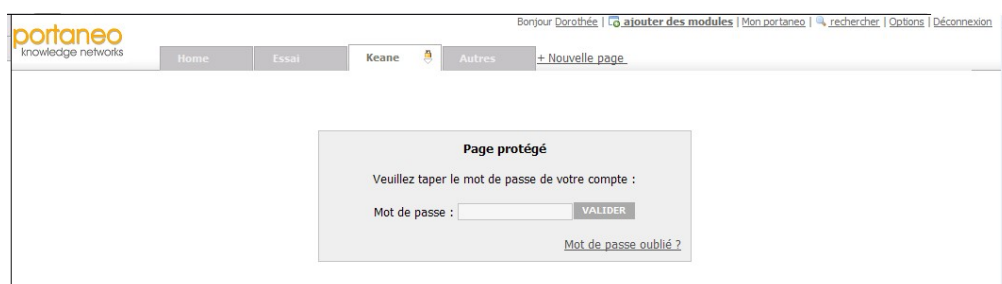 Bonjour Dorothée | ajouter des modules | Mon portaneo | rechercher | Options | Déconnexion
portaneo
knowledge networks
Home Essai Keane Autres + Nouvelle page
Page protégé
Veuillez taper le mot de passe de votre compte :
Mot de passe : VALIDER
Mot de passe oublié ?